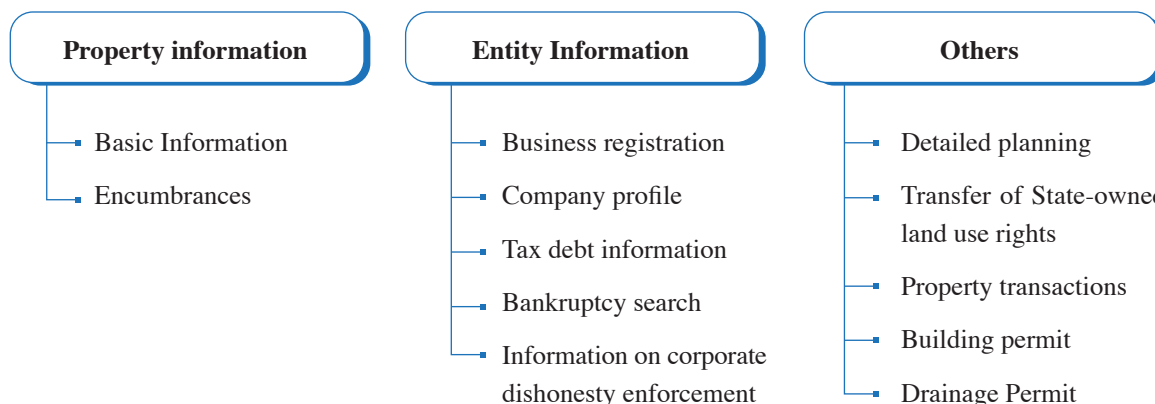 Property information
Basic Information
Encumbrances
Entity Information
Business registration
Company profile
Tax debt information
Bankruptcy search
Information on corporate
dishonesty enforcement
Others
Detailed planning
Transfer of State-owned
land use rights
Property transactions
Building permit
Drainage Permit